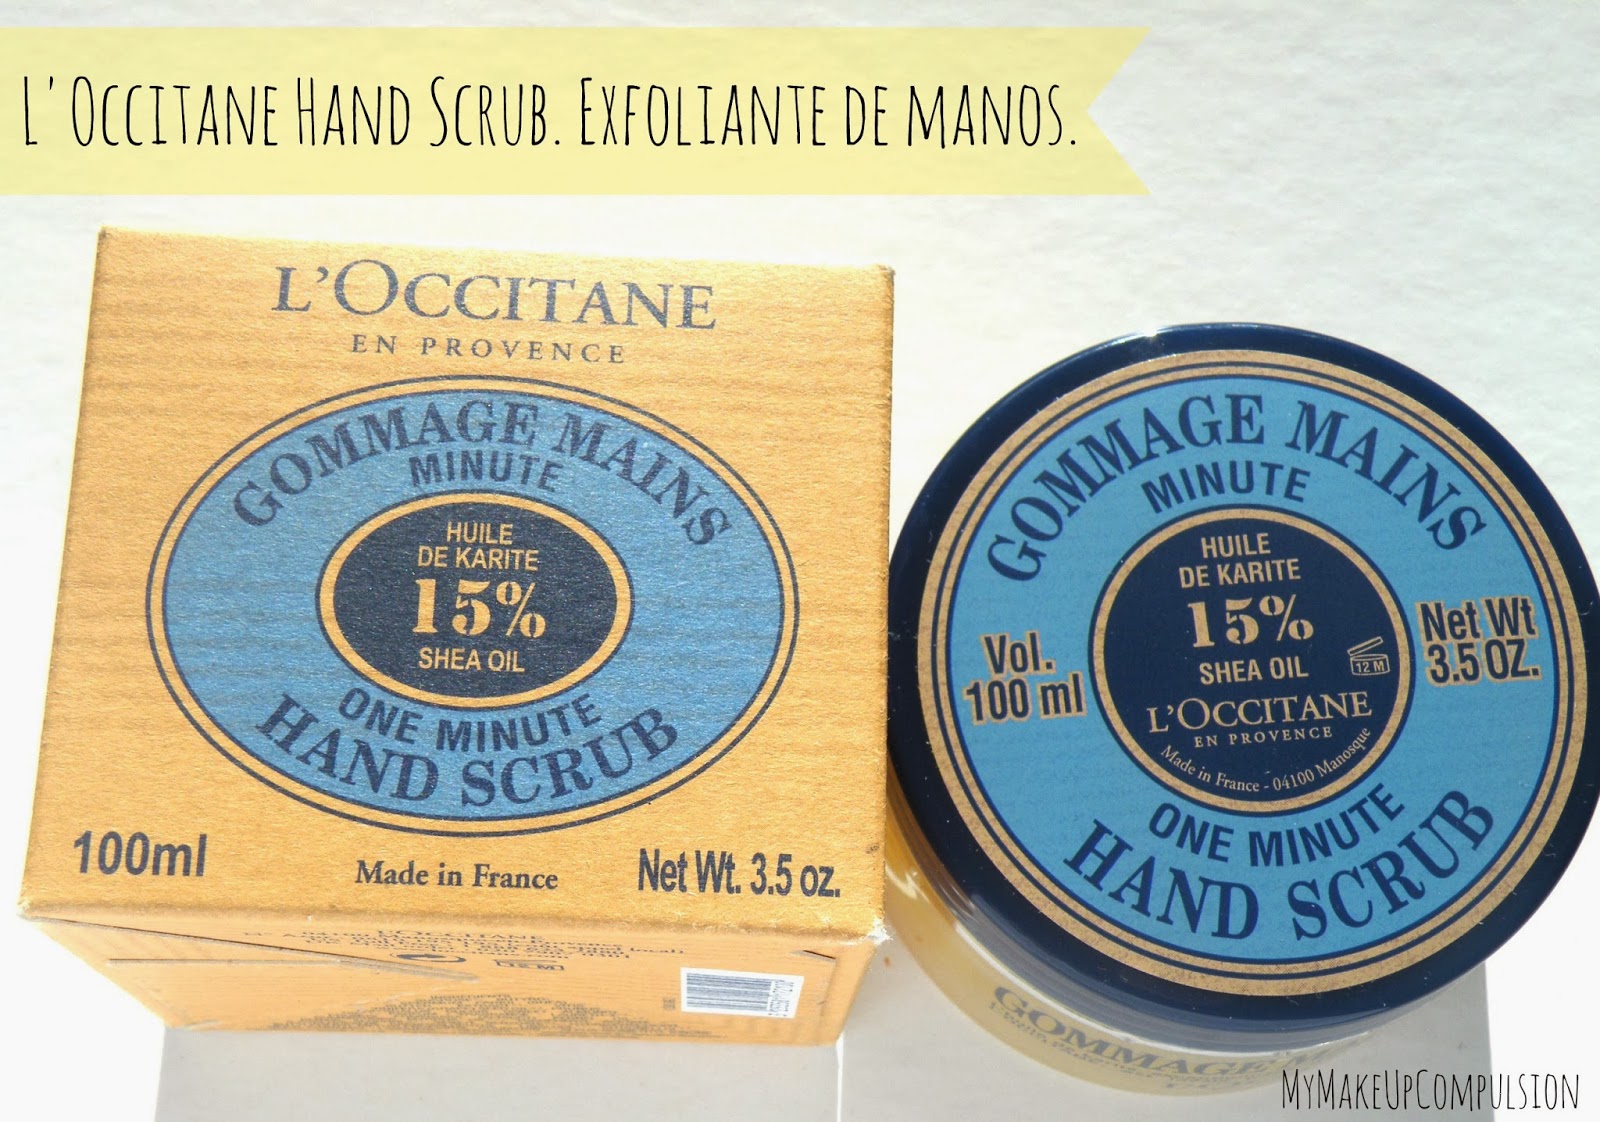 L' Occitane Hand Scrub. Exfoliante de manos.
L'OCCITANE
EN PROVENCE
GOMMAGE MAINS
MINUTE
HUILE
DE KARITE
15%
SHEA OIL
ONE MINUTE
HAND SCRUB
100ml
Made in France
Net Wt. 3.5 oz.
L'OCCITANE
12 M
GOMMAGE MAINS
MINUTE
HUILE
DE KARITE
15%
SHEA OIL
12 M
L'OCCITANE
EN PROVENCE
Made in France - 04100 Manosque
Vol.
100 ml
Net Wt
3.5 OZ.
ONE MINUTE
HAND SCRUB
GOMMAGE
MyMakeUpCompulsion